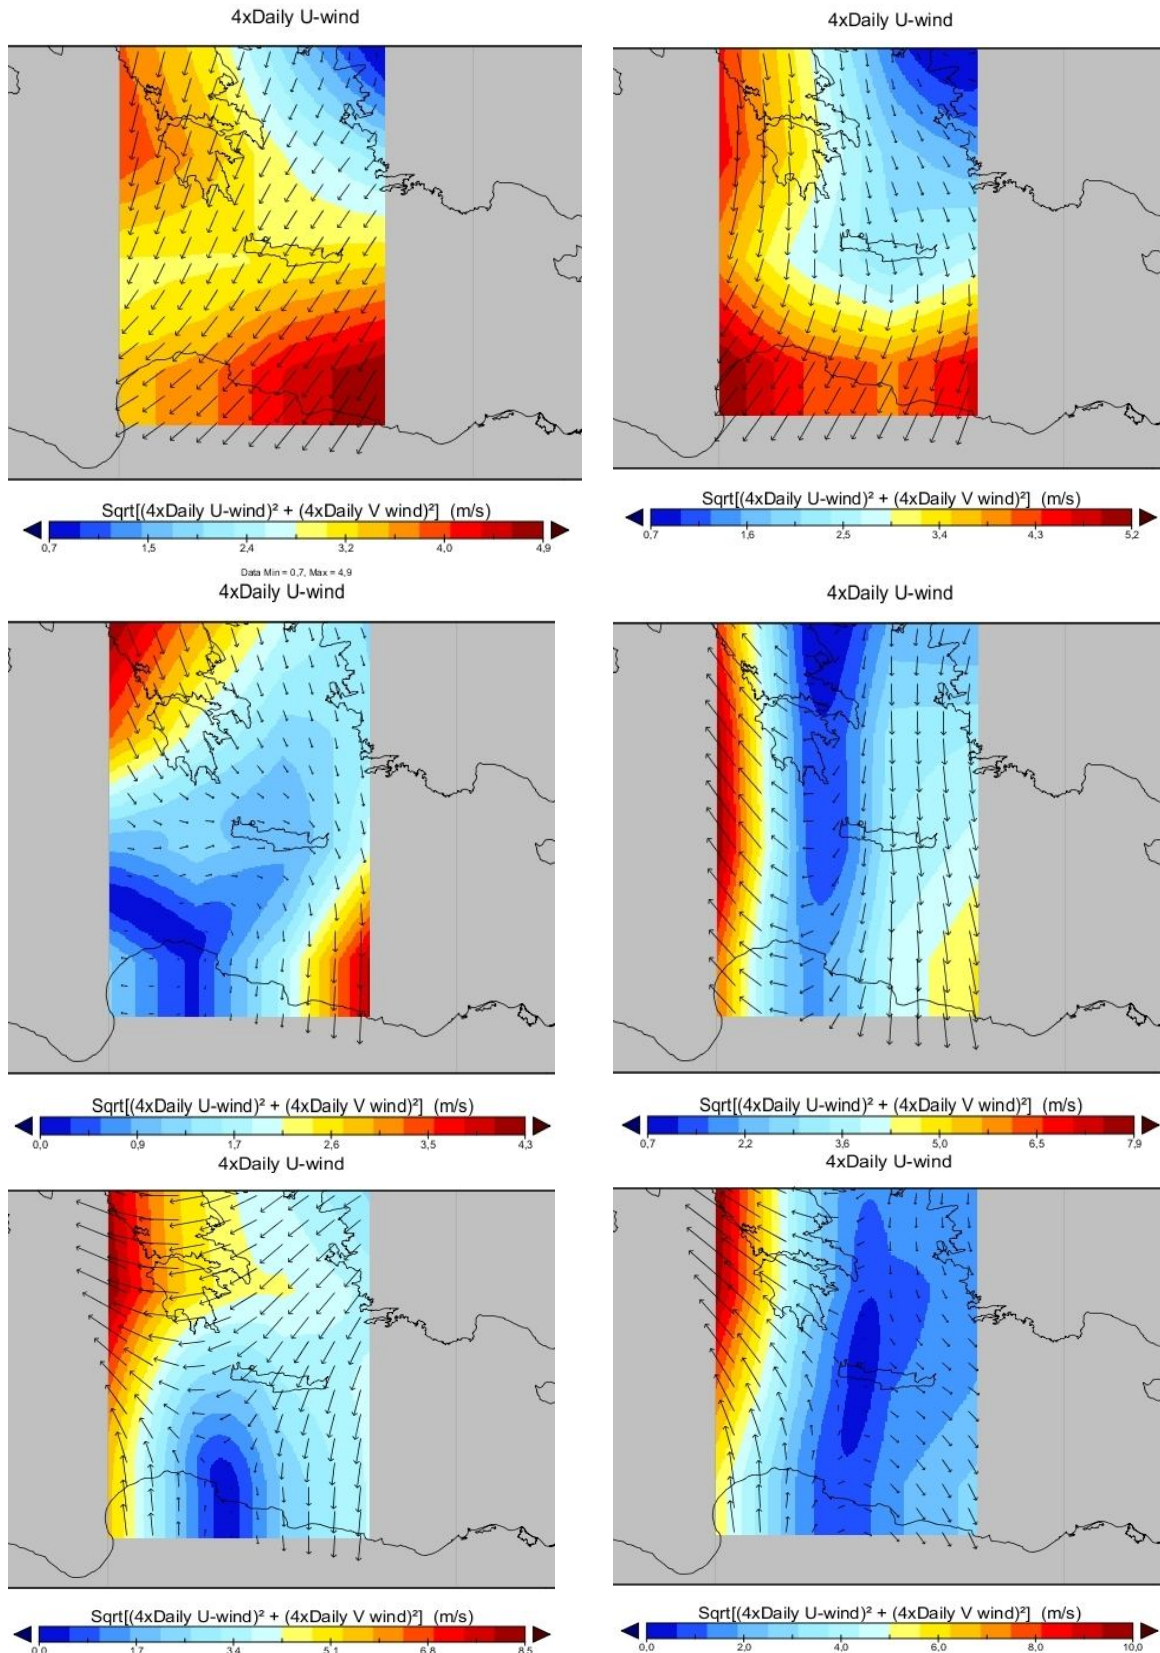 4xDaily U-wind
4xDaily U-wind
Sqrt[(4xDaily U-wind)² + (4xDaily V wind)²] (m/s)
0,7 1,5 2,4 3,2 4,0 4,9
Data Min = 0,7, Max = 4,9
Sqrt[(4xDaily U-wind)² + (4xDaily V wind)²] (m/s)
0,7 1,6 2,5 3,4 4,3 5,2
4xDaily U-wind
4xDaily U-wind
Sqrt[(4xDaily U-wind)² + (4xDaily V wind)²] (m/s)
0,0 0,9 1,7 2,6 3,5 4,3
Sqrt[(4xDaily U-wind)² + (4xDaily V wind)²] (m/s)
0,7 2,2 3,6 5,0 6,5 7,9
4xDaily U-wind
4xDaily U-wind
Sqrt[(4xDaily U-wind)² + (4xDaily V wind)²] (m/s)
0,0 1,7 3,4 5,1 6,8 8,5
Sqrt[(4xDaily U-wind)² + (4xDaily V wind)²] (m/s)
0,0 2,0 4,0 6,0 8,0 10,0